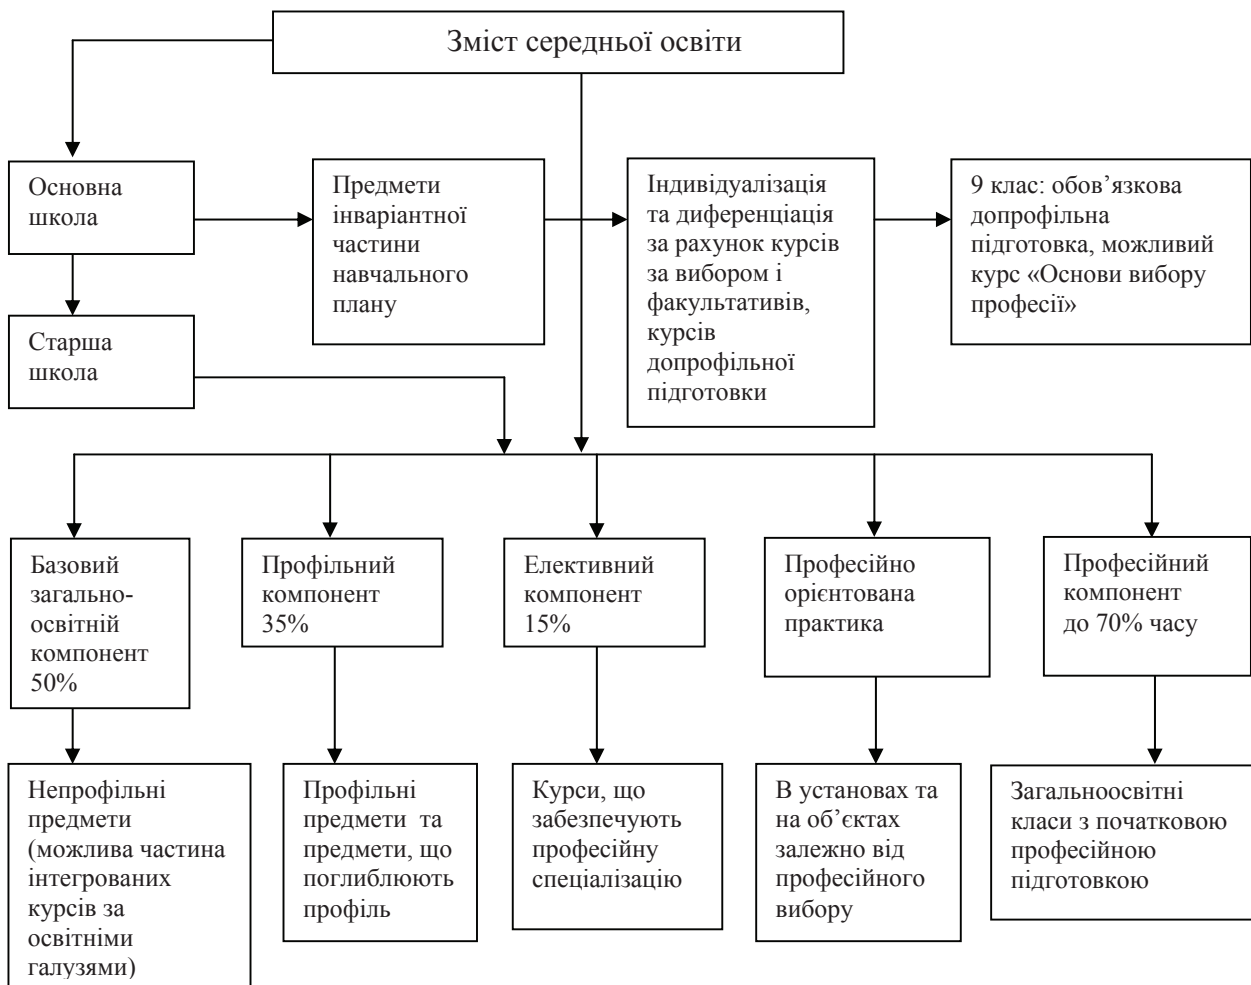 Зміст середньої освіти
Основна
школа
Предмети
інваріантної
частини
навчального
плану
Індивідуалізація
та диференціація
за рахунок курсів
за вибором і
факультативів,
курсів
допрофільної
підготовки
9 клас: обов’язкова
допрофільна
підготовка, можливий
курс «Основи вибору
професії»
Старша
школа
Базовий
загально-
освітній
компонент
50%
Профільний
компонент
35%
Елективний
компонент
15%
Професійно
орієнтована
практика
Професійний
компонент
до 70% часу
Непрофільні
предмети
(можлива частина
інтегрованих
курсів за
освітніми
галузями)
Профільні
предмети та
предмети, що
поглиблюють
профіль
Курси, що
забезпечують
професійну
спеціалізацію
В установах та
на об’єктах
залежно від
професійного
вибору
Загальноосвітні
класи з початковою
професійною
підготовкою